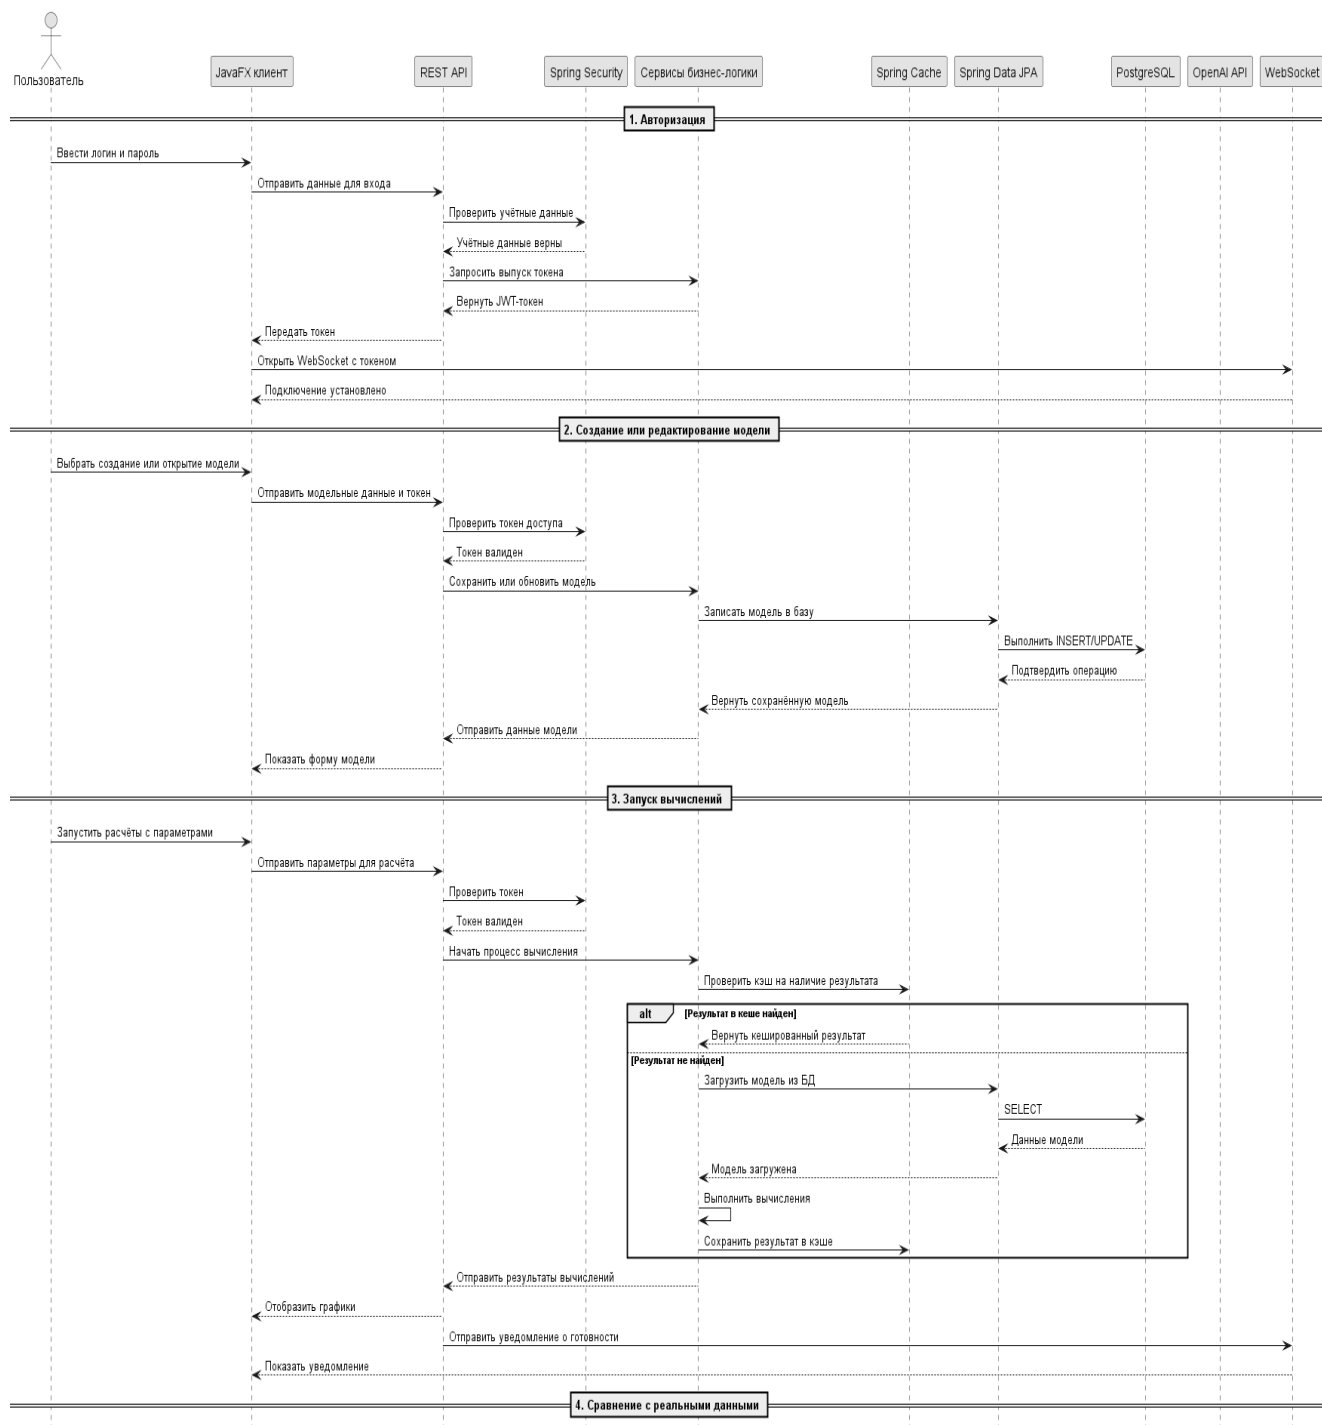 Пользователь
JavaFX клиент
REST API
Spring Security
Сервисы бизнес-логики
Spring Cache
Spring Data JPA
PostgreSQL
OpenAI API
WebSocket
1. Авторизация
Ввести логин и пароль
Отправить данные для входа
Проверить учётные данные
Учётные данные верны
Запросить выпуск токена
Вернуть JWT-токен
Передать токен
Открыть WebSocket с токеном
Подключение установлено
2. Создание или редактирование модели
Выбрать создание или открытие модели
Отправить модельные данные и токен
Проверить токен доступа
Токен валиден
Сохранить или обновить модель
Записать модель в базу
Выполнить INSERT/UPDATE
Подтвердить операцию
Вернуть сохранённую модель
Отправить данные модели
Показать форму модели
3. Запуск вычислений
Запустить расчёты с параметрами
Отправить параметры для расчёта
Проверить токен
Токен валиден
Начать процесс вычисления
Проверить кэш на наличие результата
alt [Результат в кеше найден]
Вернуть кешированный результат
[Результат не найден]
Загрузить модель из БД
SELECT
Данные модели
Модель загружена
Выполнить вычисления
Сохранить результат в кэше
Отправить результаты вычислений
Отобразить графики
Отправить уведомление о готовности
Показать уведомление
4. Сравнение с реальными данными